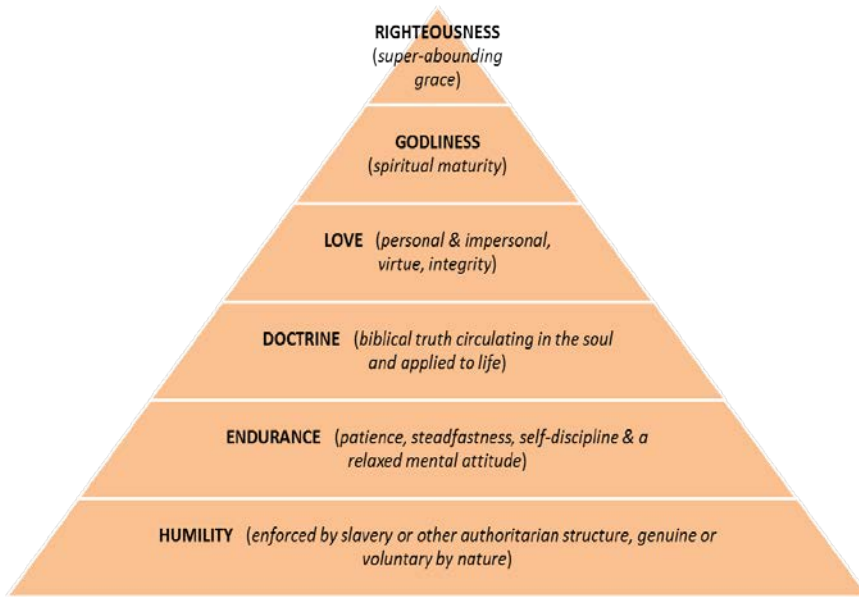 RIGHTEOUSNESS
(super-abounding
grace)
GODLINESS
(spiritual maturity)
LOVE (personal & impersonal,
virtue, integrity)
DOCTRINE (biblical truth circulating in the soul
and applied to life)
ENDURANCE (patience, steadfastness, self-discipline & a
relaxed mental attitude)
HUMILITY (enforced by slavery or other authoritarian structure, genuine or
voluntary by nature)